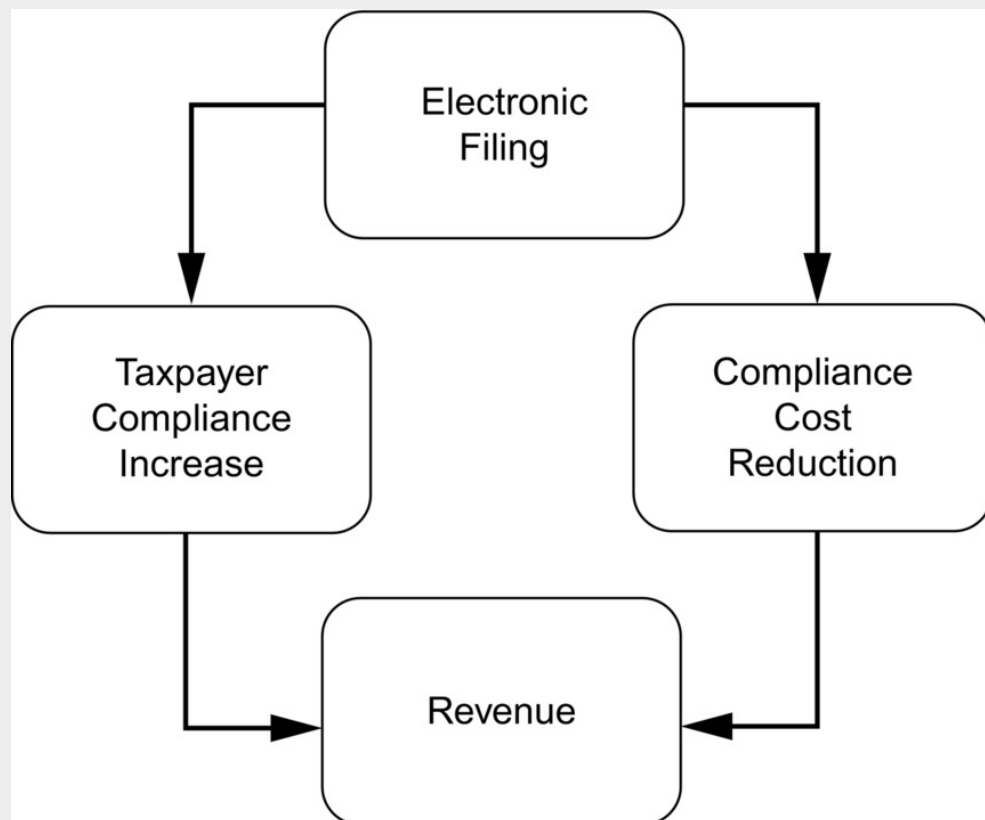 Electronic
Filing
Taxpayer
Compliance
Increase
Compliance
Cost
Reduction
Revenue